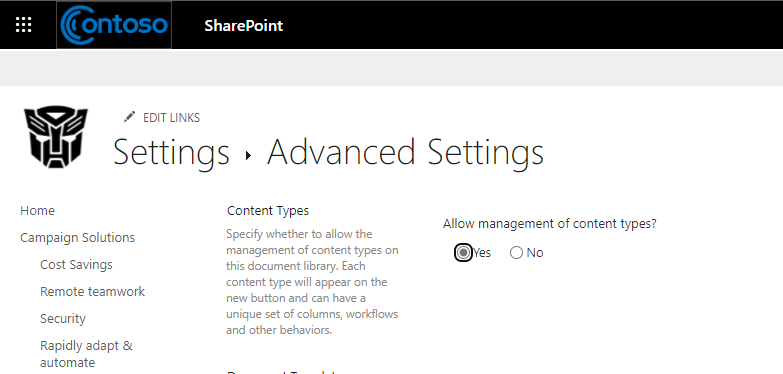 Contoso SharePoint
EDIT LINKS
Settings ▸ Advanced Settings
Home
Campaign Solutions
Cost Savings
Remote teamwork
Security
Rapidly adapt &
automate
Content Types
Specify whether to allow the
management of content types on
this document library. Each
content type will appear on the
new button and can have a
unique set of columns, workflows
and other behaviors.
Allow management of content types?
Yes No